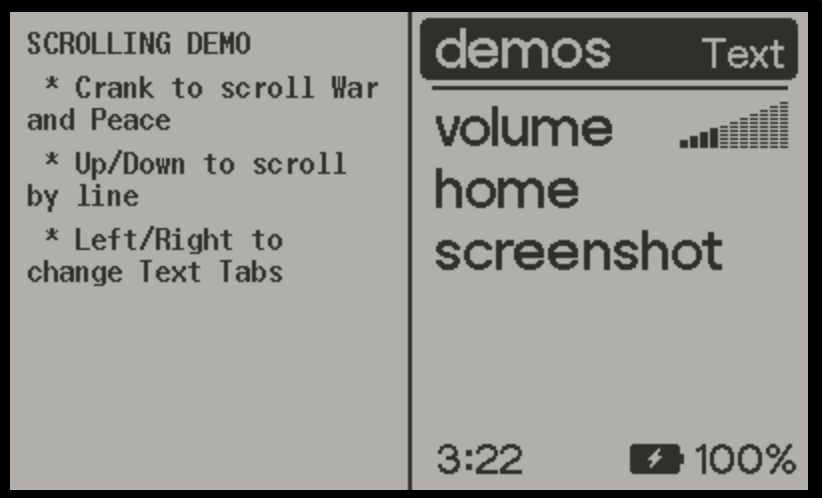 SCROLLING DEMO
* Crank to scroll War
and Peace
* Up/Down to scroll
by line
* Left/Right to
change Text Tabs
demos Text
volume
home
screenshot
3:22 100%